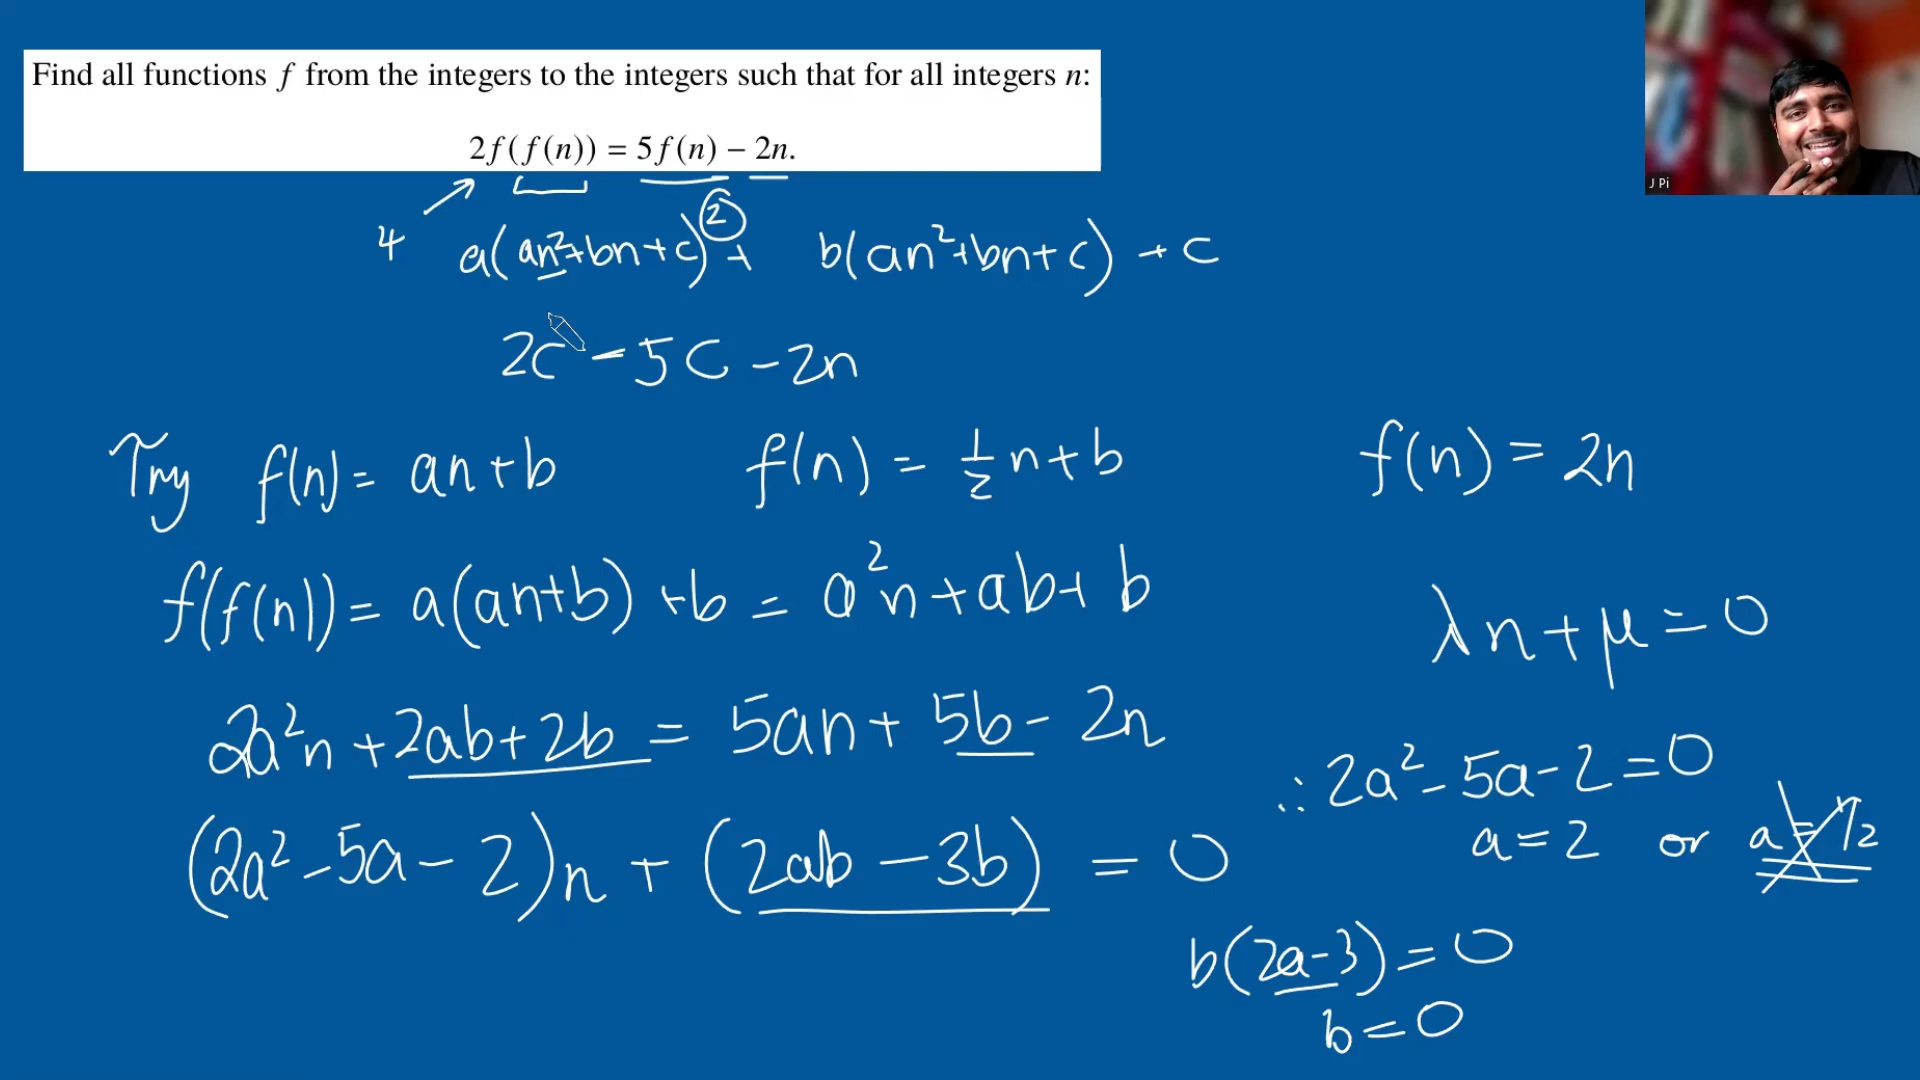 Find all functions f from the integers to the integers such that for all integers n:
2f(f(n)) = 5f(n) − 2n.
J Pi
4 a(an²+bn+c)² + b(an²+bn+c) + c
2c − 5c − 2n
Try f(n) = an+b f(n) = ½n+b f(n) = 2n
f(f(n)) = a(an+b) +b = a²n+ab+b
λn+μ=0
2a²n+2ab+2b = 5an+5b−2n
∴ 2a²−5a−2=0
a=2 or a=1/2
(2a²−5a−2)n + (2ab−3b) = 0
b(2a−3)=0
b=0